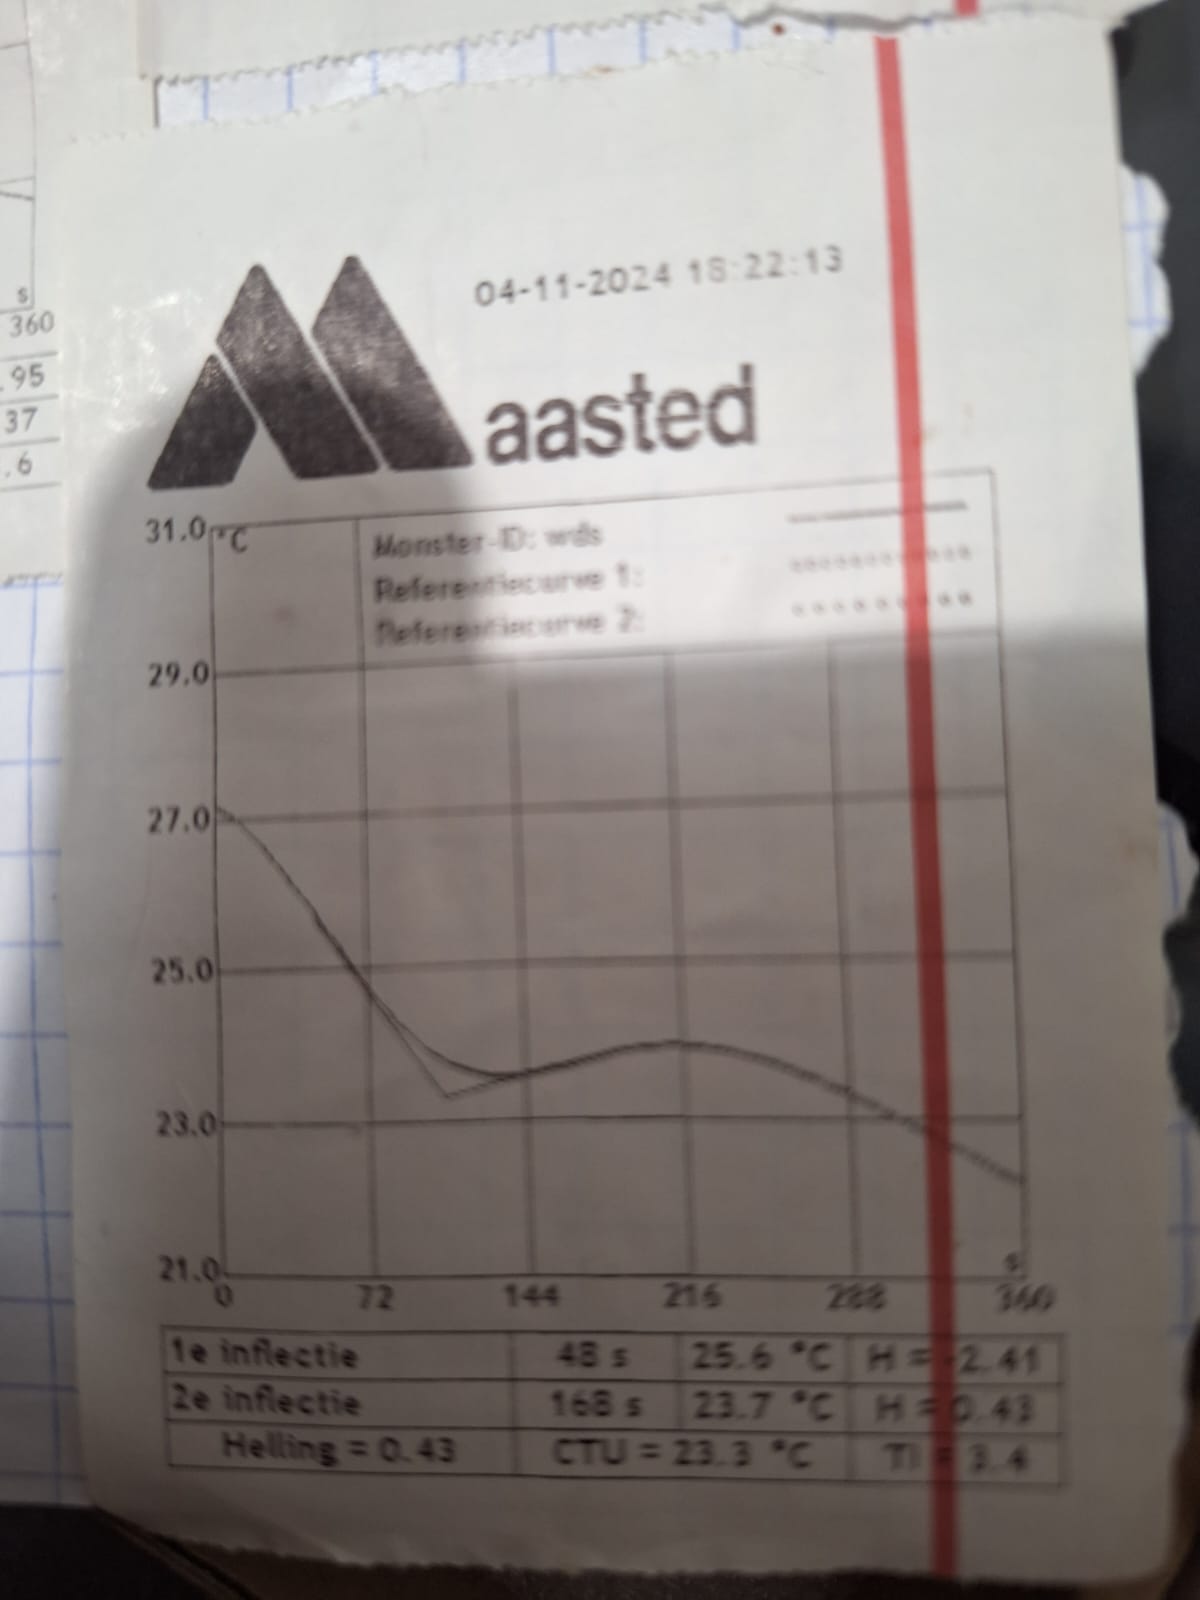 04-11-2024 18:22:13
aasted
31.0 °C
Monster-ID: wds
Referentiecurve 1:
Referentiecurve 2:
29.0
27.0
25.0
23.0
21.0
s
0 72 144 216 288 360
1e inflectie 48 s 25.6 °C H = -2.41
2e inflectie 168 s 23.7 °C H = 0.43
Helling = 0.43 CTU = 23.3 °C TI = 3.4
s
360
.95
37
.6